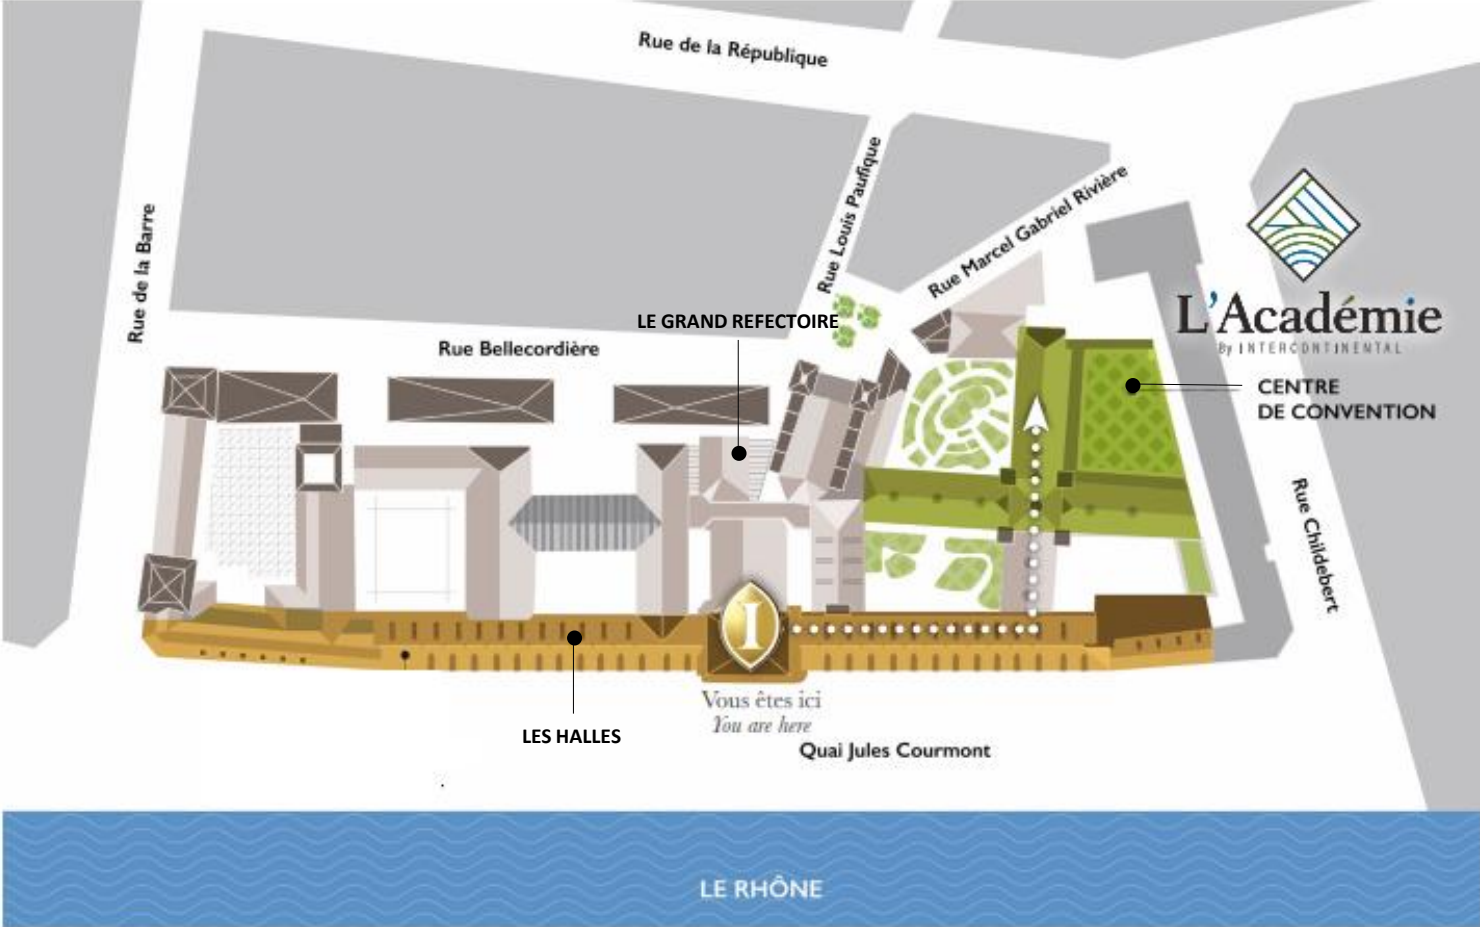 Rue de la République
Rue Louis Paufique
Rue Marcel Gabriel Rivière
Rue de la Barre
L'Académie
By INTERCONTINENTAL
LE GRAND REFECTOIRE
Rue Bellecordière
CENTRE
DE CONVENTION
Rue Childebert
I
Vous êtes ici
You are here
LES HALLES
Quai Jules Courmont
.
LE RHÔNE